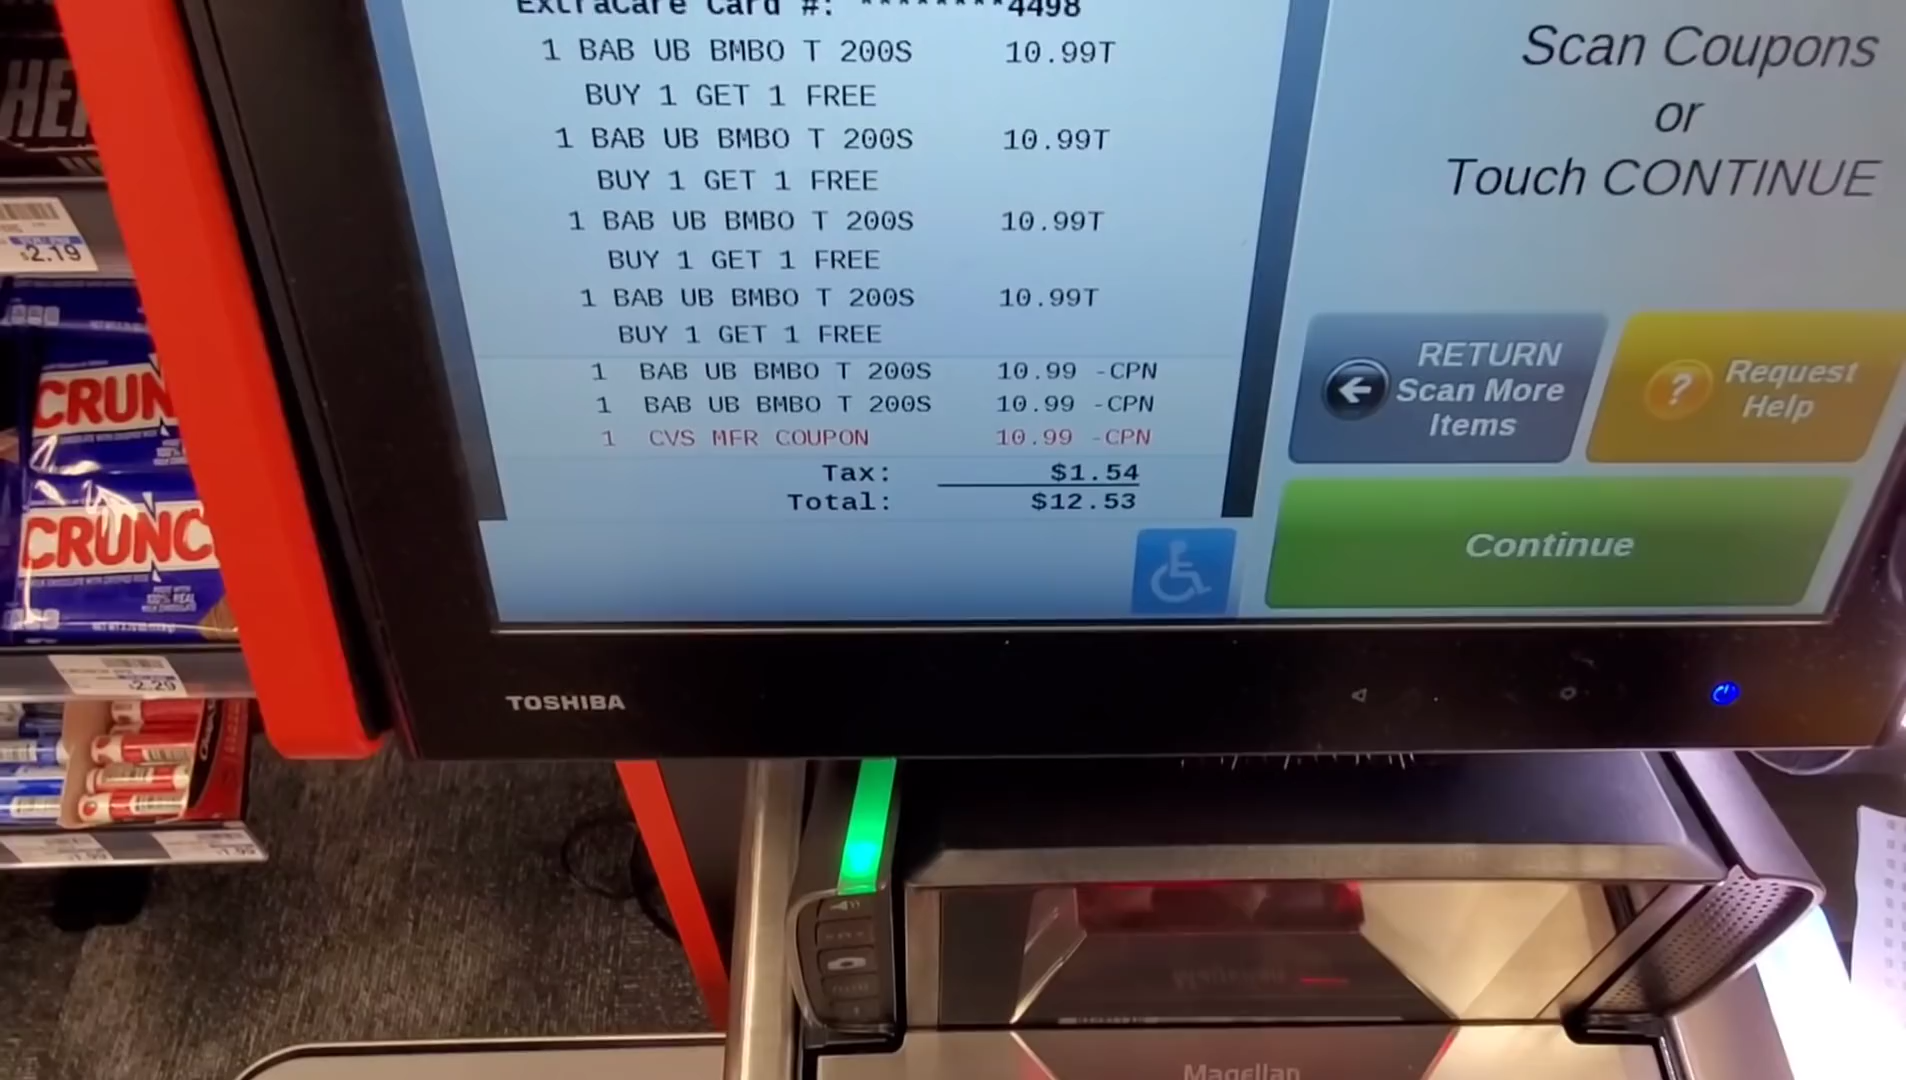 ExtraCare Card #: ********4498
1 BAB UB BMBO T 200S 10.99T
BUY 1 GET 1 FREE
1 BAB UB BMBO T 200S 10.99T
BUY 1 GET 1 FREE
1 BAB UB BMBO T 200S 10.99T
BUY 1 GET 1 FREE
1 BAB UB BMBO T 200S 10.99T
BUY 1 GET 1 FREE
1 BAB UB BMBO T 200S 10.99 -CPN
1 BAB UB BMBO T 200S 10.99 -CPN
1 CVS MFR COUPON 10.99 -CPN
Tax: $1.54
Total: $12.53
Scan Coupons
or
Touch CONTINUE
RETURN
Scan More
Items
Request
Help
Continue
TOSHIBA
Magellan
$2.19
CRUN
CRUNC
100% REAL